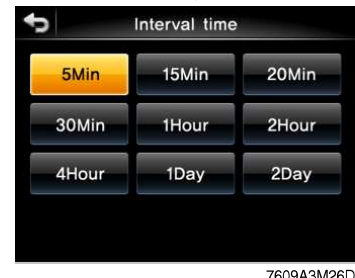 Interval time
5Min 15Min 20Min
30Min 1Hour 2Hour
4Hour 1Day 2Day
7609A3M26D